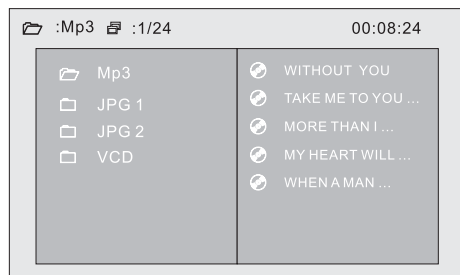 :Mp3 :1/24 00:08:24
Mp3
JPG 1
JPG 2
VCD
WITHOUT YOU
TAKE ME TO YOU ...
MORE THAN I ...
MY HEART WILL ...
WHEN A MAN ...